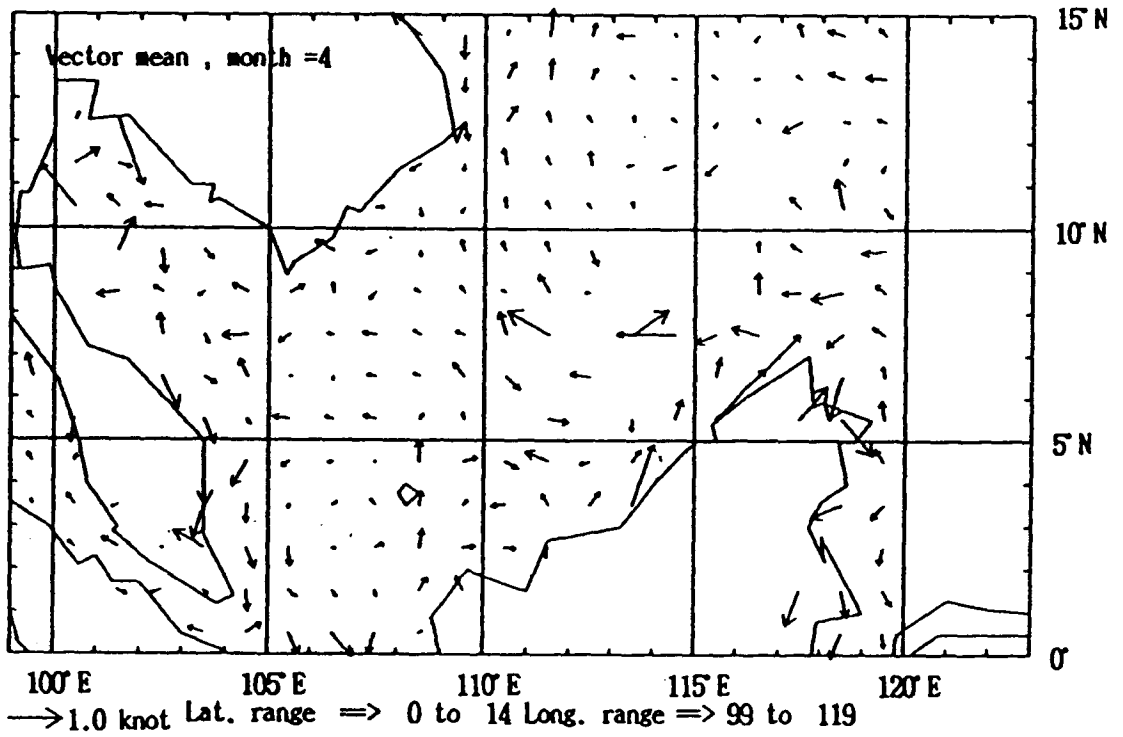 15° N
Vector mean , month =4
10° N
5° N
0°
100° E 105° E 110° E 115° E 120° E
1.0 knot Lat. range => 0 to 14 Long. range => 99 to 119